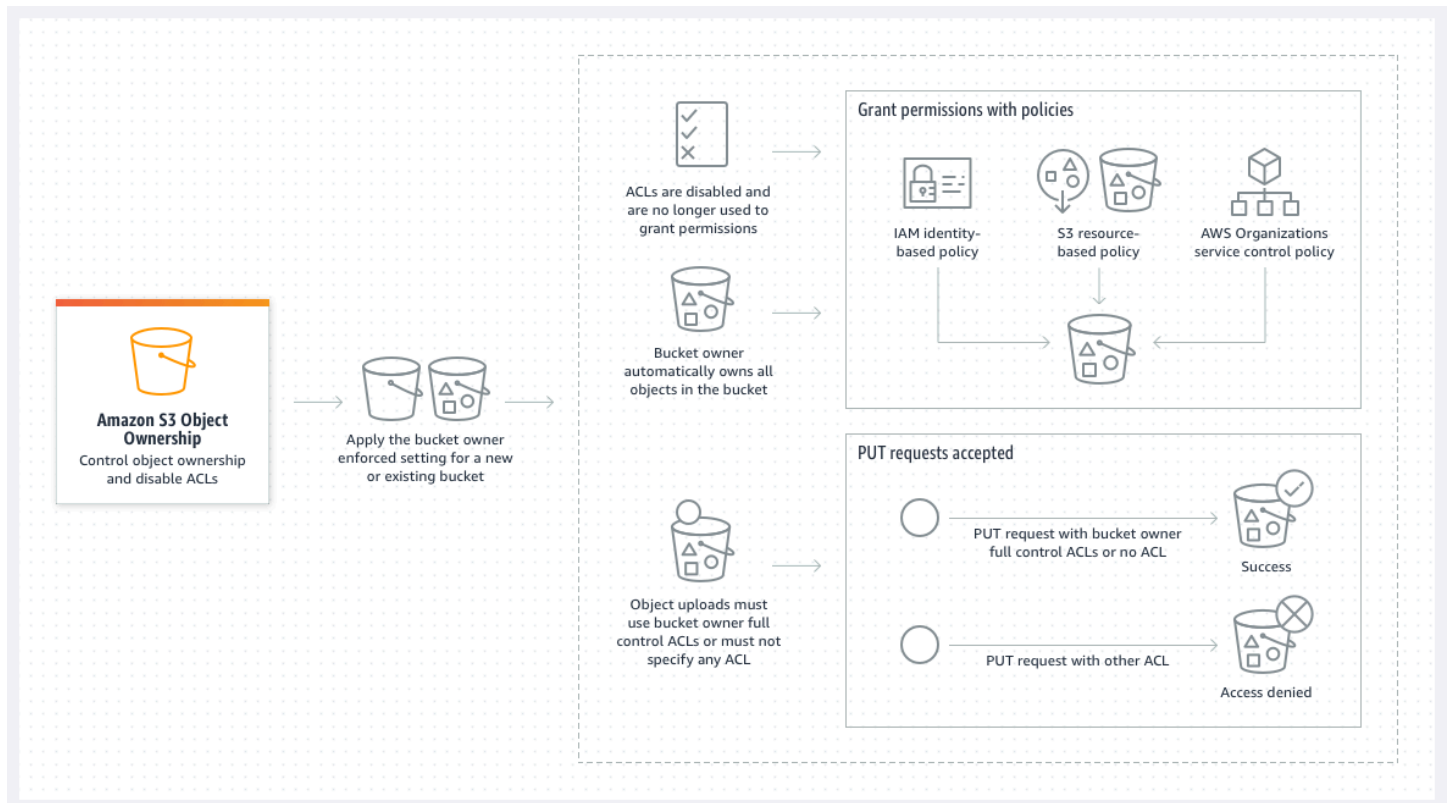 Amazon S3 Object
Ownership
Control object ownership
and disable ACLs
Apply the bucket owner
enforced setting for a new
or existing bucket
ACLs are disabled and
are no longer used to
grant permissions
Bucket owner
automatically owns all
objects in the bucket
Object uploads must
use bucket owner full
control ACLs or must not
specify any ACL
Grant permissions with policies
IAM identity-
based policy
S3 resource-
based policy
AWS Organizations
service control policy
PUT requests accepted
PUT request with bucket owner
full control ACLs or no ACL
Success
PUT request with other ACL
Access denied